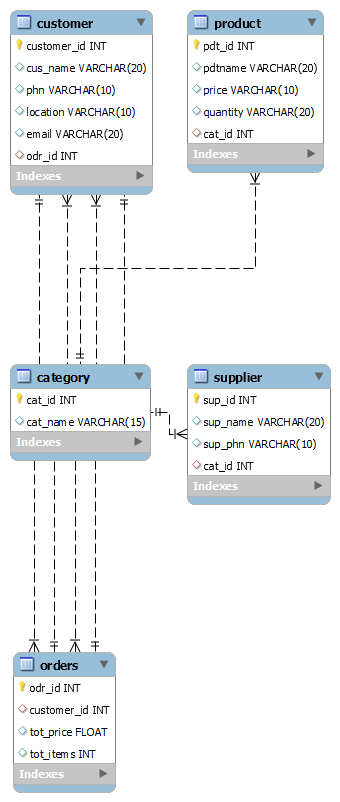 customer
customer_id INT
cus_name VARCHAR(20)
phn VARCHAR(10)
location VARCHAR(10)
email VARCHAR(20)
odr_id INT
Indexes
product
pdt_id INT
pdtname VARCHAR(20)
price VARCHAR(10)
quantity VARCHAR(20)
cat_id INT
Indexes
category
cat_id INT
cat_name VARCHAR(15)
Indexes
supplier
sup_id INT
sup_name VARCHAR(20)
sup_phn VARCHAR(10)
cat_id INT
Indexes
orders
odr_id INT
customer_id INT
tot_price FLOAT
tot_items INT
Indexes